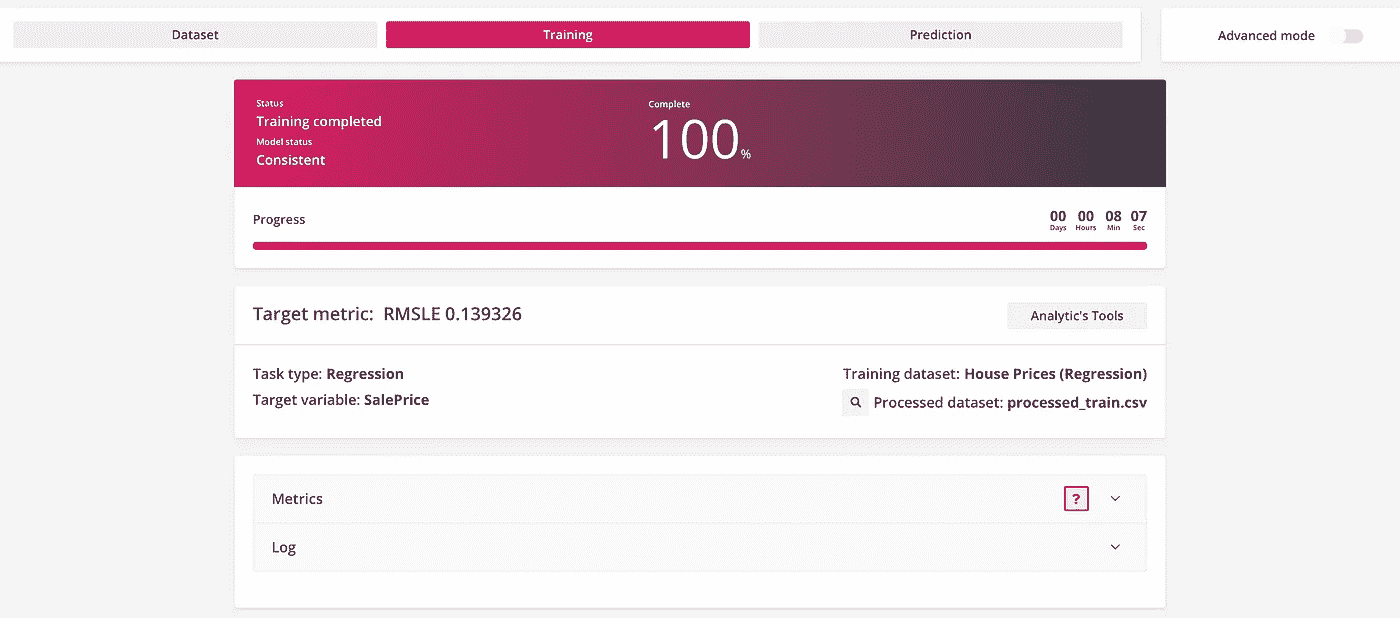 Dataset
Training
Prediction
Advanced mode
Status
Training completed
Model status
Consistent
Complete
100%
Progress
00 00 08 07
Days Hours Min Sec
Target metric: RMSLE 0.139326
Analytic's Tools
Task type: Regression
Target variable: SalePrice
Training dataset: House Prices (Regression)
Processed dataset: processed_train.csv
Metrics
?
Log